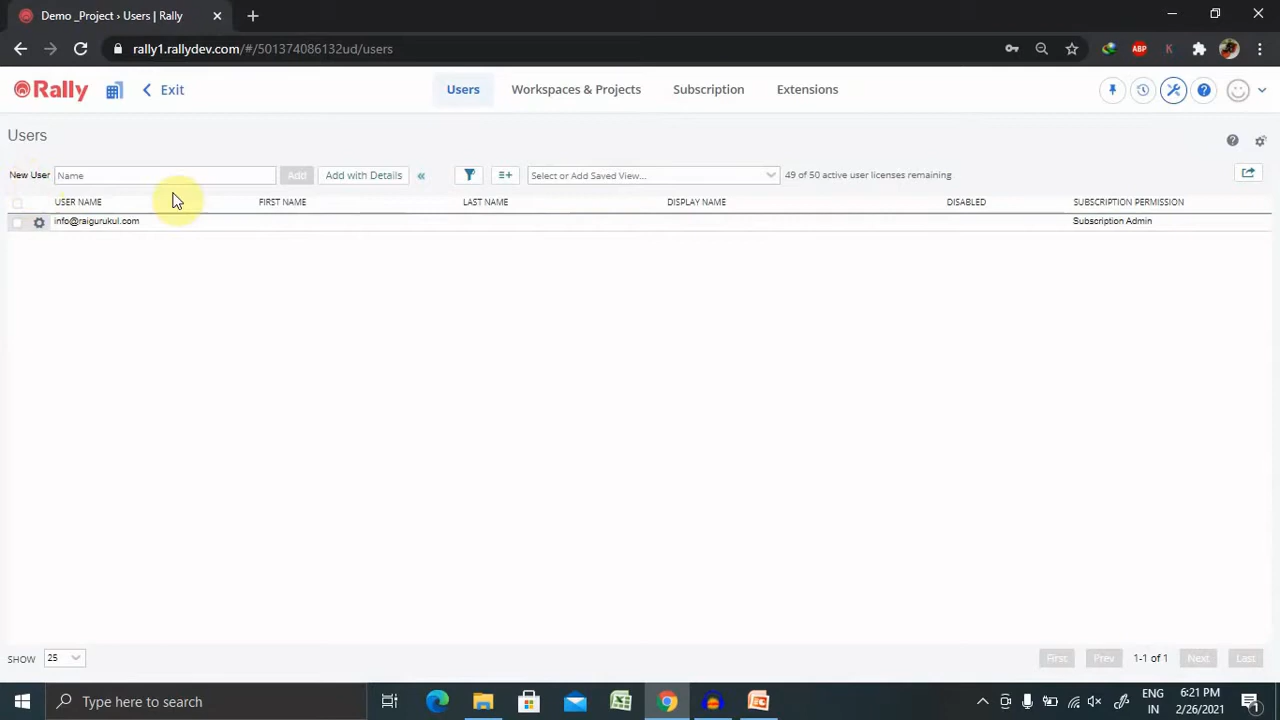 Demo _Project › Users | Rally
rally1.rallydev.com/#/501374086132ud/users
ABP
K
Rally
Exit
Users
Workspaces & Projects
Subscription
Extensions
Users
New User
Name
Add
Add with Details
Select or Add Saved View...
49 of 50 active user licenses remaining
USER NAME
FIRST NAME
LAST NAME
DISPLAY NAME
DISABLED
SUBSCRIPTION PERMISSION
info@raigurukul.com
Subscription Admin
SHOW
25
First
Prev
1-1 of 1
Next
Last
Type here to search
ENG
IN
6:21 PM
2/26/2021
1